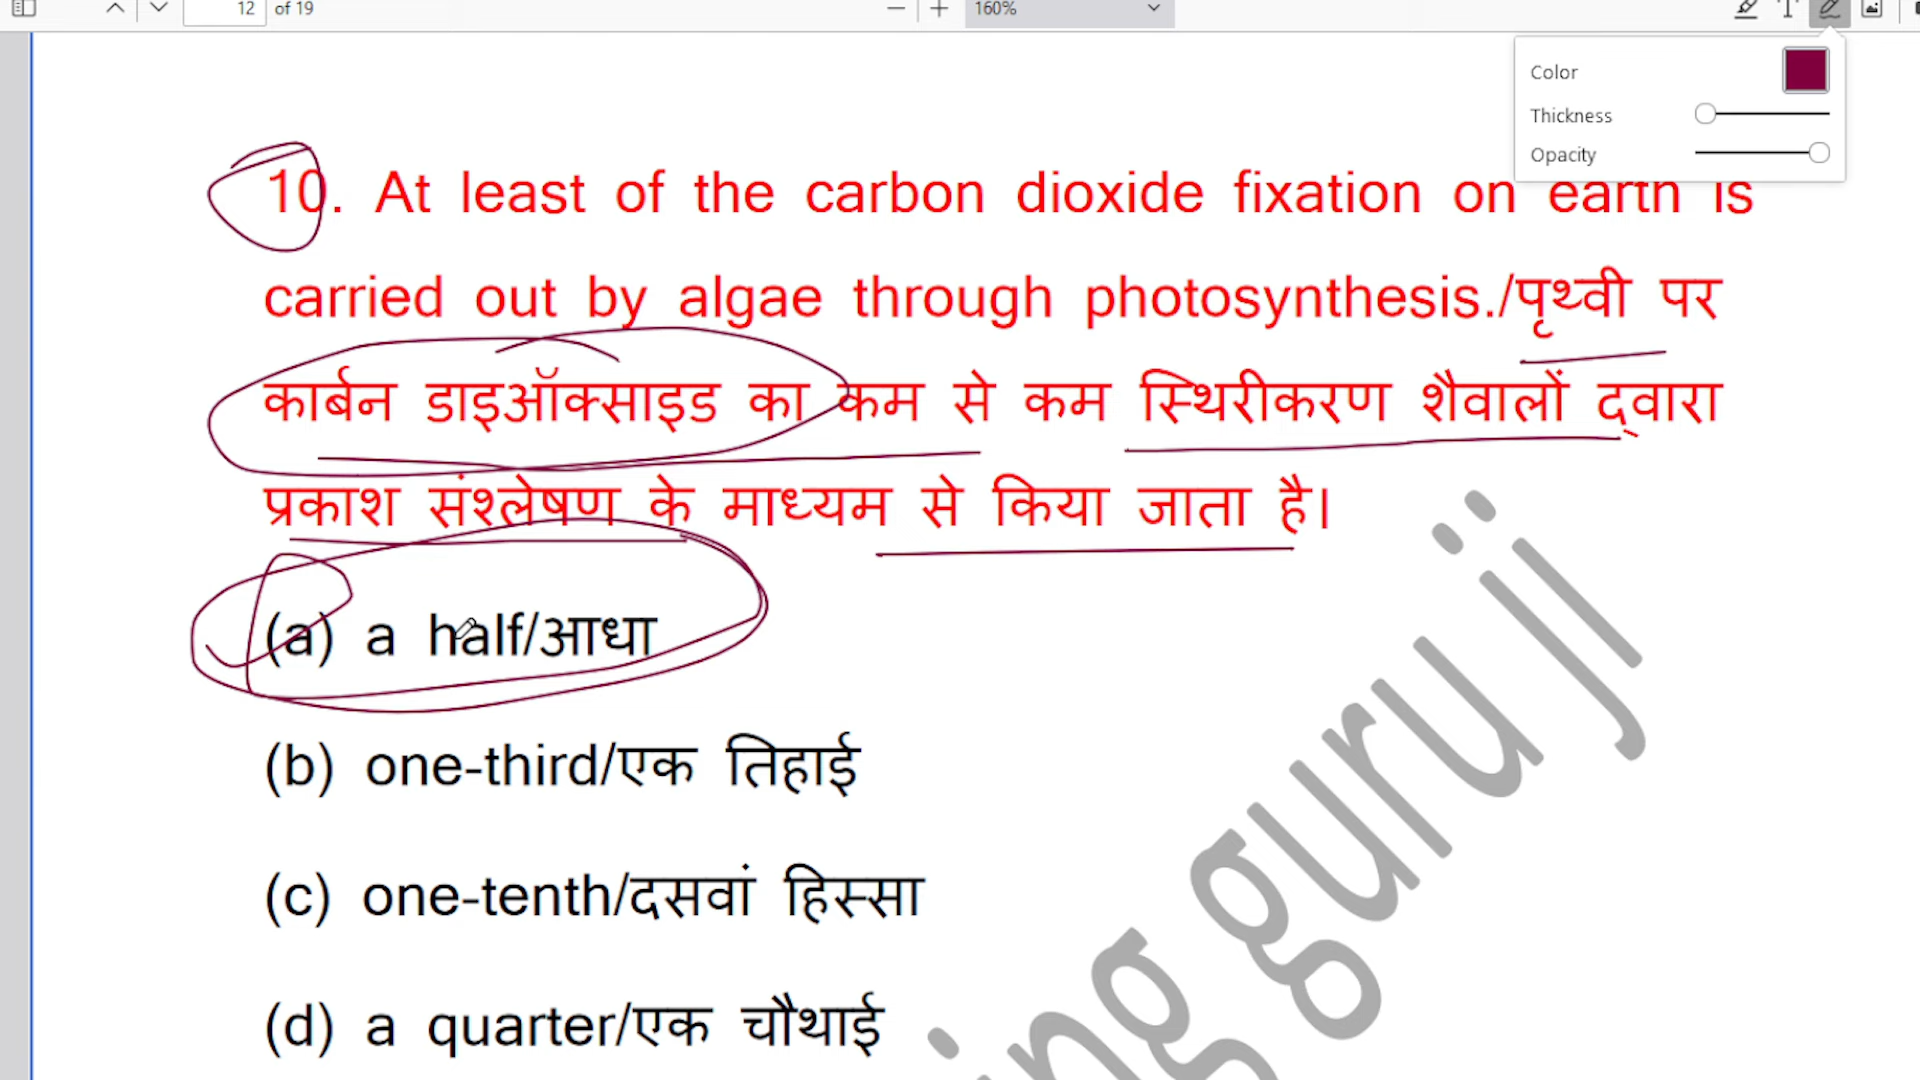 12 of 19
160%
Color
Thickness
Opacity
10. At least of the carbon dioxide fixation on earth is
carried out by algae through photosynthesis./पृथ्वी पर
कार्बन डाइऑक्साइड का कम से कम स्थिरीकरण शैवालों द्वारा
प्रकाश संश्लेषण के माध्यम से किया जाता है।
(a) a half/आधा
(b) one-third/एक तिहाई
(c) one-tenth/दसवां हिस्सा
(d) a quarter/एक चौथाई
ing guru ji